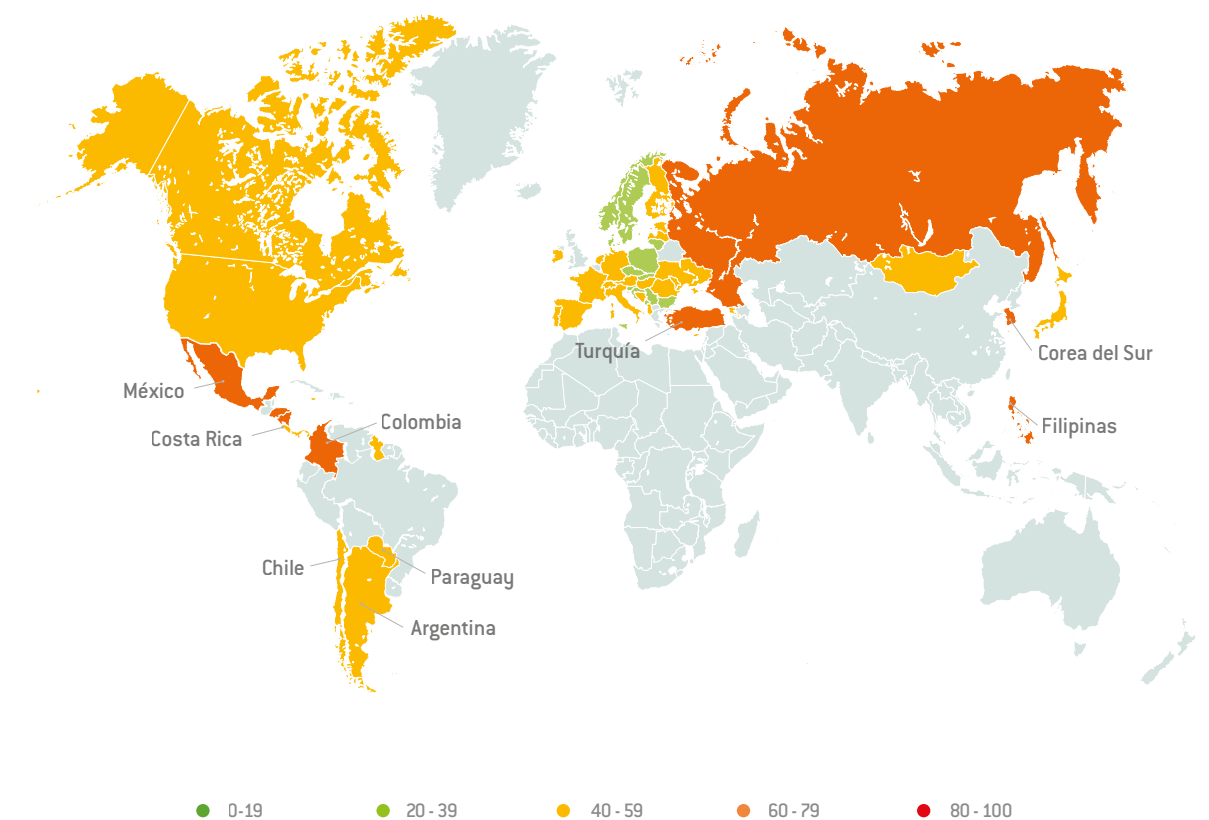 Turquía
Corea del Sur
México
Colombia
Filipinas
Costa Rica
Chile
Paraguay
Argentina
0-19
20 - 39
40 - 59
60 - 79
80 - 100